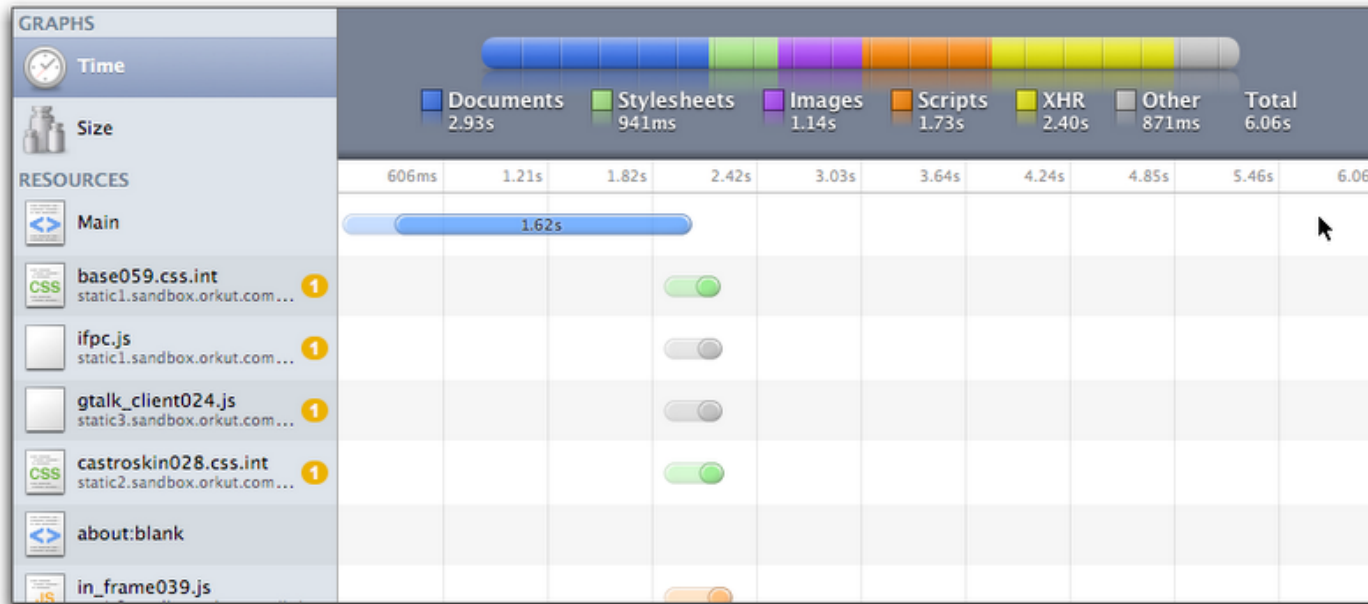 GRAPHS
Time
Size
Documents Stylesheets Images Scripts XHR Other Total
2.93s 941ms 1.14s 1.73s 2.40s 871ms 6.06s
RESOURCES
606ms 1.21s 1.82s 2.42s 3.03s 3.64s 4.24s 4.85s 5.46s 6.06
<> Main
1.62s
CSS base059.css.int
static1.sandbox.orkut.com... 1
ifpc.js
static1.sandbox.orkut.com... 1
gtalk_client024.js
static3.sandbox.orkut.com... 1
CSS castroskin028.css.int
static2.sandbox.orkut.com... 1
<> about:blank
JS in_frame039.js